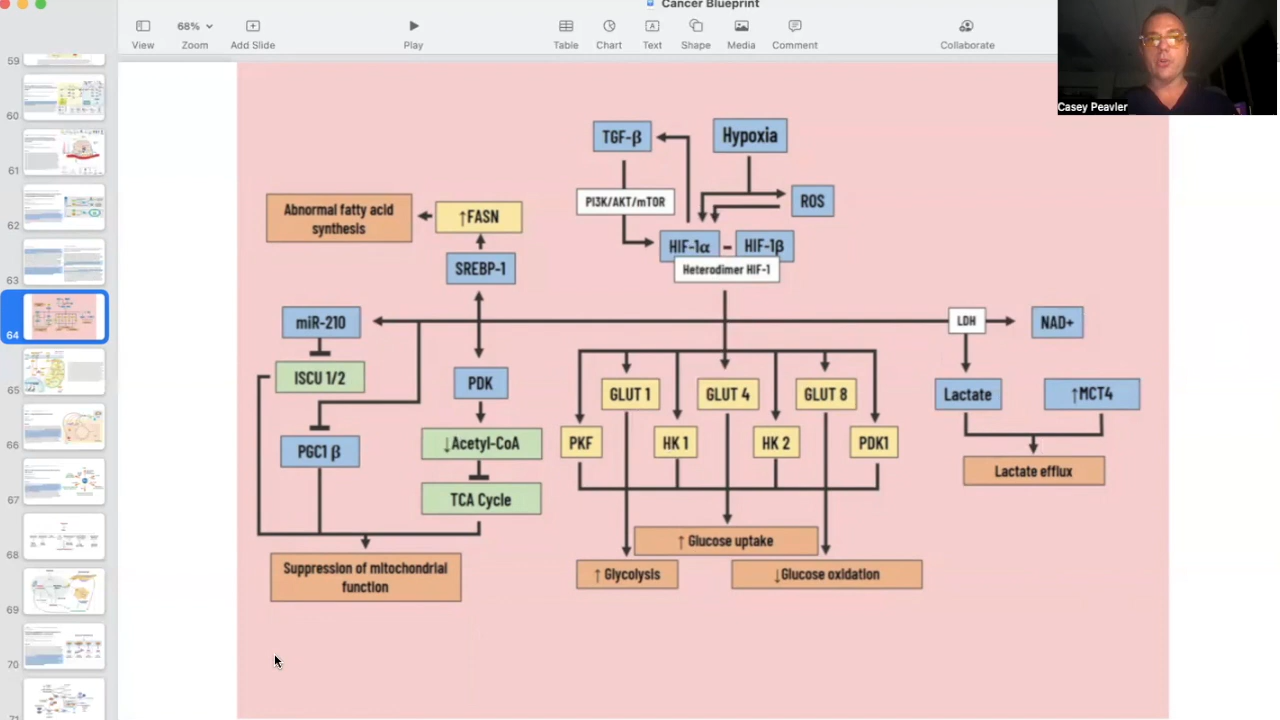 Cancer Blueprint
68%
View
Zoom
Add Slide
Play
Table
Chart
Text
Shape
Media
Comment
Collaborate
Casey Peavler
59
60
61
62
63
64
65
66
67
68
69
70
TGF-β
Hypoxia
PI3K/AKT/mTOR
ROS
Abnormal fatty acid
synthesis
↑FASN
HIF-1α - HIF-1β
Heterodimer HIF-1
SREBP-1
miR-210
LDH
NAD+
ISCU 1/2
PDK
GLUT 1
GLUT 4
GLUT 8
Lactate
↑MCT4
PGC1 β
↓Acetyl-CoA
PKF
HK 1
HK 2
PDK1
Lactate efflux
TCA Cycle
↑ Glucose uptake
Suppression of mitochondrial
function
↑ Glycolysis
↓Glucose oxidation